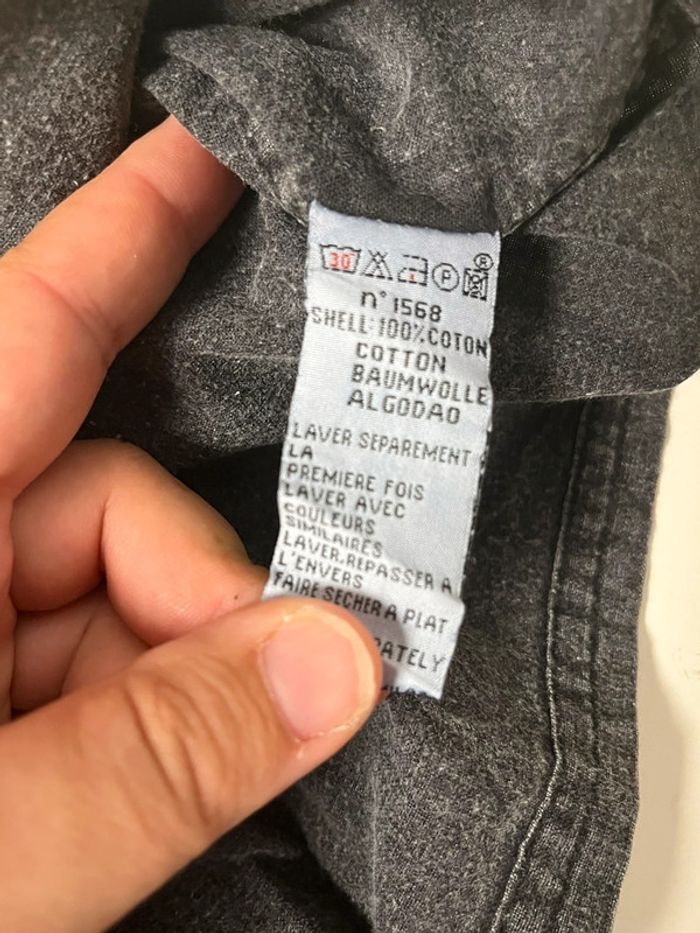 30 P ®
n° 1568
SHELL:100% COTON
COTTON
BAUMWOLLE
ALGODAO
LAVER SEPAREMENT
LA
PREMIERE FOIS
LAVER AVEC
COULEURS
SIMILAIRES
LAVER.REPASSER A
L'ENVERS
FAIRE SECHER A PLAT